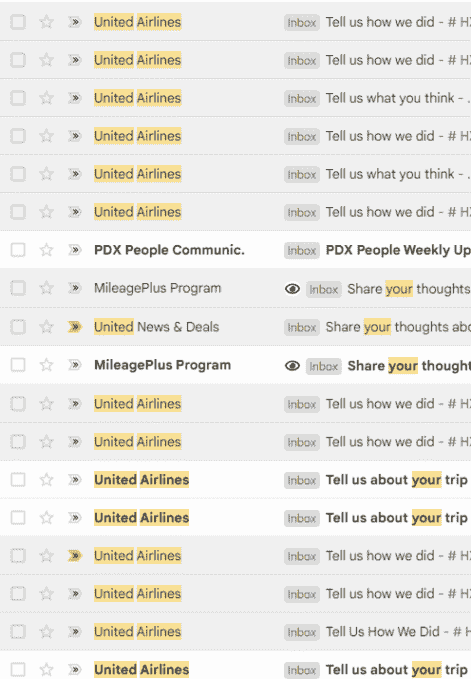 United Airlines Inbox Tell us how we did - # H
United Airlines Inbox Tell us how we did - # H
United Airlines Inbox Tell us what you think - .
United Airlines Inbox Tell us how we did - # H
United Airlines Inbox Tell us what you think - .
United Airlines Inbox Tell us how we did - # H
PDX People Communic. Inbox PDX People Weekly Up
MileagePlus Program Inbox Share your thoughts
United News & Deals Inbox Share your thoughts abo
MileagePlus Program Inbox Share your thought
United Airlines Inbox Tell us how we did - # H
United Airlines Inbox Tell us how we did - # H
United Airlines Inbox Tell us about your trip
United Airlines Inbox Tell us about your trip
United Airlines Inbox Tell us how we did - # H
United Airlines Inbox Tell us how we did - # H
United Airlines Inbox Tell Us How We Did - # H
United Airlines Inbox Tell us about your trip